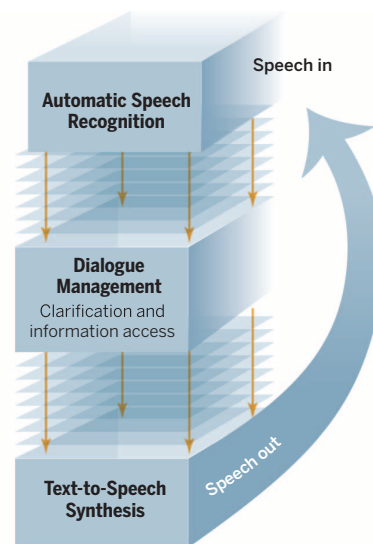 Speech in
Automatic Speech
Recognition
Dialogue
Management
Clarification and
information access
Speech out
Text-to-Speech
Synthesis